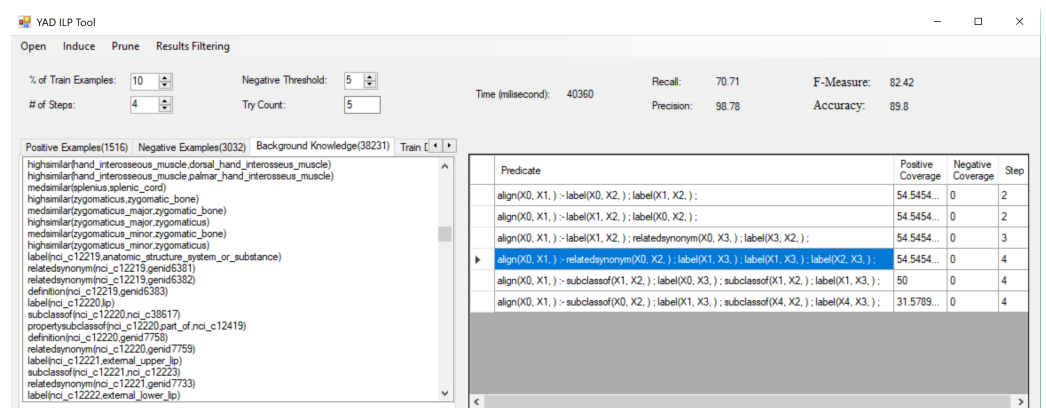 YAD ILP Tool
Open Induce Prune Results Filtering
% of Train Examples: 10 Negative Threshold: 5
# of Steps: 4 Try Count: 5
Time (milisecond): 40360
Recall: 70.71 F-Measure: 82.42
Precision: 98.78 Accuracy: 89.8
Positive Examples(1516) Negative Examples(3032) Background Knowledge(38231) Train
highsimilar(hand_interosseous_muscle,dorsal_hand_interosseous_muscle)
highsimilar(hand_interosseous_muscle,palmar_hand_interosseous_muscle)
medsimilar(splenius,splenic_cord)
highsimilar(zygomaticus,zygomatic_bone)
medsimilar(zygomaticus_major,zygomatic_bone)
highsimilar(zygomaticus_major,zygomaticus)
medsimilar(zygomaticus_minor,zygomatic_bone)
highsimilar(zygomaticus_minor,zygomaticus)
label(nci_c12219,anatomic_structure_system_or_substance)
relatedsynonym(nci_c12219,genid6381)
relatedsynonym(nci_c12219,genid6382)
definition(nci_c12219,genid6383)
label(nci_c12220,lip)
subclassof(nci_c12220,nci_c38617)
propertysubclassof(nci_c12220,part_of,nci_c12419)
definition(nci_c12220,genid7758)
relatedsynonym(nci_c12220,genid7759)
label(nci_c12221,external_upper_lip)
subclassof(nci_c12221,nci_c12223)
relatedsynonym(nci_c12221,genid7733)
label(nci_c12222,external_lower_lip)
Predicate Positive Coverage Negative Coverage Step
align(X0, X1, ) :- label(X0, X2, ) ; label(X1, X2, ) ; 54.5454... 0 2
align(X0, X1, ) :- label(X1, X2, ) ; label(X0, X2, ) ; 54.5454... 0 2
align(X0, X1, ) :- label(X1, X2, ) ; relatedsynonym(X0, X3, ) ; label(X3, X2, ) ; 54.5454... 0 3
align(X0, X1, ) :- relatedsynonym(X0, X2, ) ; label(X1, X3, ) ; label(X1, X3, ) ; label(X2, X3, ) ; 54.5454... 0 4
align(X0, X1, ) :- subclassof(X1, X2, ) ; label(X0, X3, ) ; subclassof(X1, X2, ) ; label(X1, X3, ) ; 50 0 4
align(X0, X1, ) :- subclassof(X0, X2, ) ; label(X1, X3, ) ; subclassof(X4, X2, ) ; label(X4, X3, ) ; 31.5789... 0 4